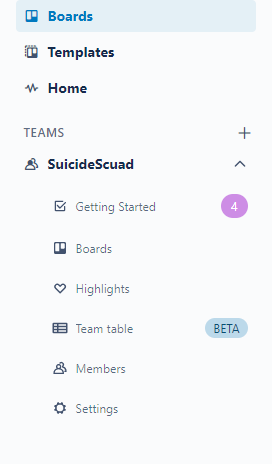 Boards
Templates
Home
TEAMS
SuicideScuad
Getting Started 4
Boards
Highlights
Team table BETA
Members
Settings